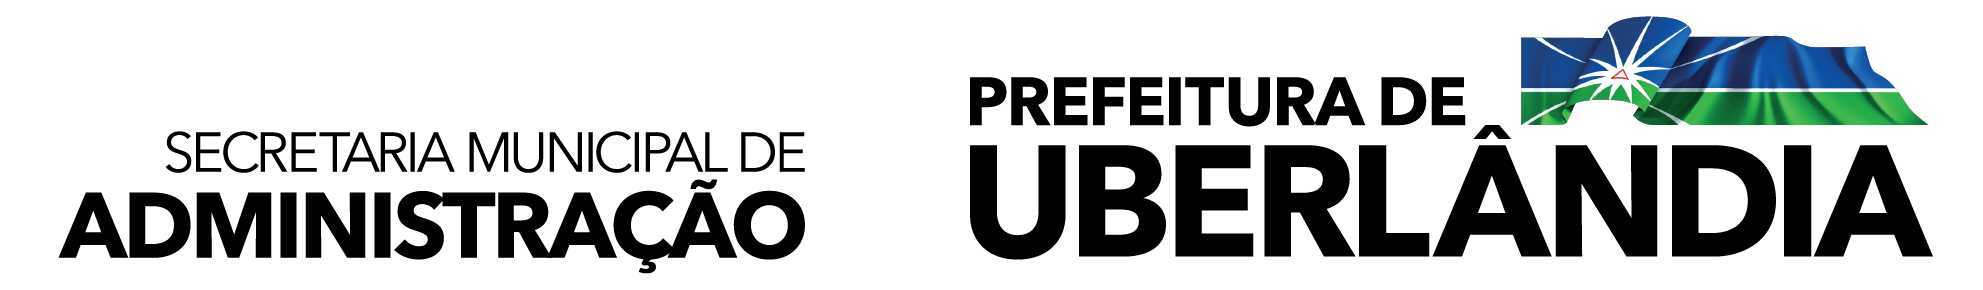 SECRETARIA MUNICIPAL DE
ADMINISTRAÇÃO
PREFEITURA DE
UBERLÂNDIA